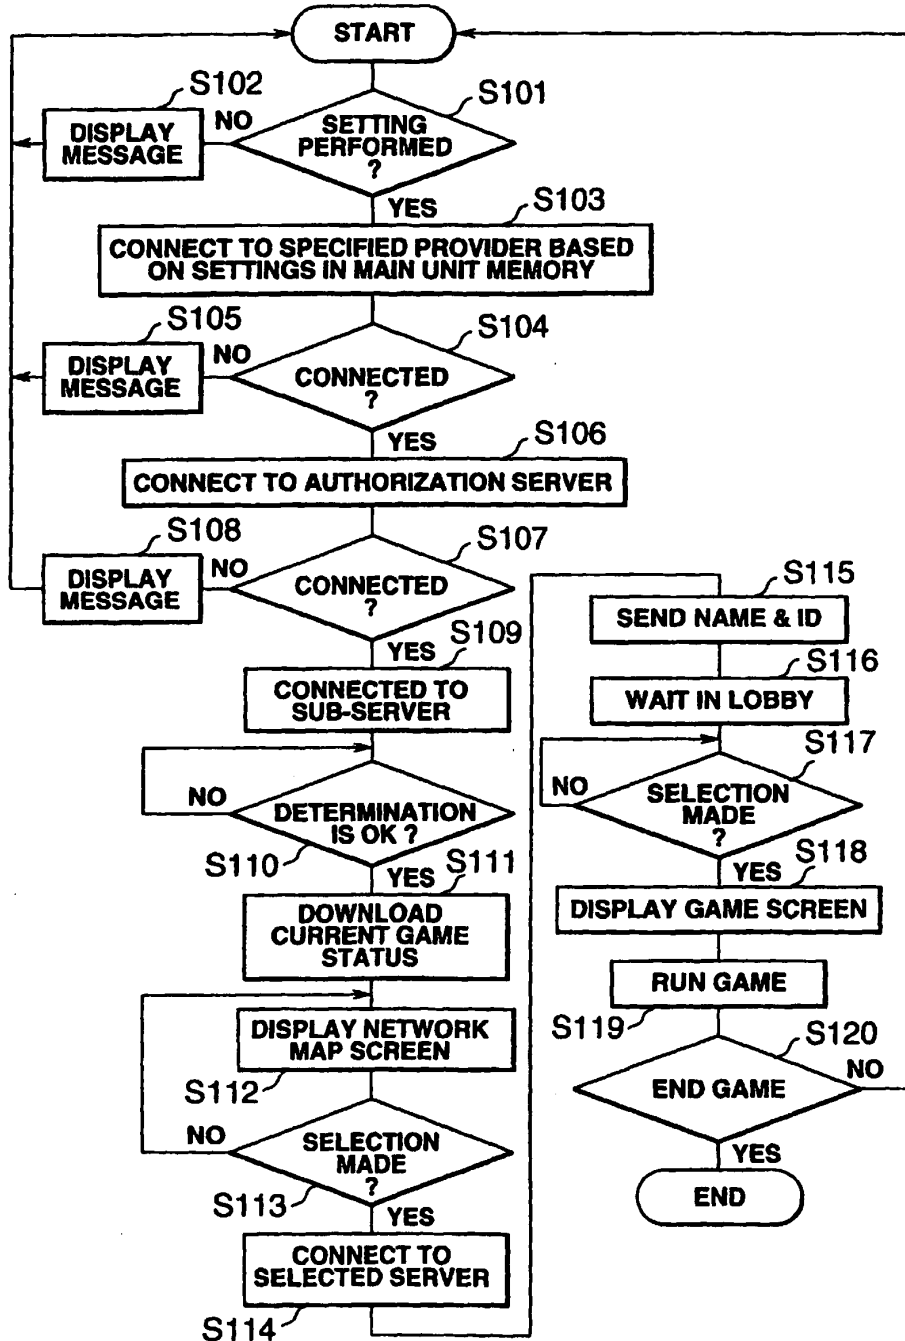 START
S102
S101
NO
SETTING
PERFORMED
?
DISPLAY
MESSAGE
YES
S103
CONNECT TO SPECIFIED PROVIDER BASED
ON SETTINGS IN MAIN UNIT MEMORY
S105
S104
NO
DISPLAY
MESSAGE
CONNECTED
?
YES
S106
CONNECT TO AUTHORIZATION SERVER
S108
S107
NO
DISPLAY
MESSAGE
CONNECTED
?
YES
S109
CONNECTED TO
SUB-SERVER
NO
DETERMINATION
IS OK ?
S110
YES
S111
DOWNLOAD
CURRENT GAME
STATUS
DISPLAY NETWORK
MAP SCREEN
S112
NO
SELECTION
MADE
?
S113
YES
CONNECT TO
SELECTED SERVER
S114
S115
SEND NAME & ID
S116
WAIT IN LOBBY
S117
NO
SELECTION
MADE
?
YES
S118
DISPLAY GAME SCREEN
RUN GAME
S119
S120
END GAME
NO
YES
END